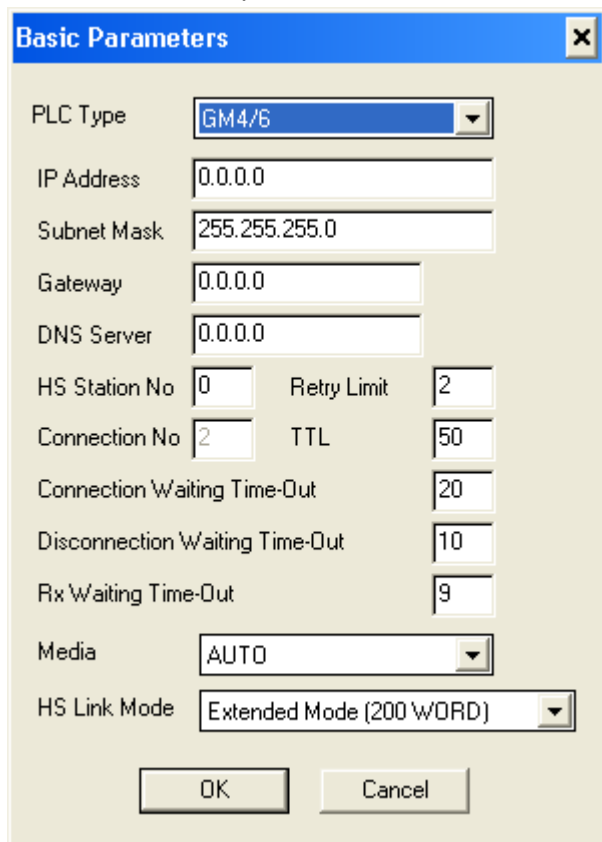 Basic Parameters
PLC Type GM4/6
IP Address 0.0.0.0
Subnet Mask 255.255.255.0
Gateway 0.0.0.0
DNS Server 0.0.0.0
HS Station No 0 Retry Limit 2
Connection No 2 TTL 50
Connection Waiting Time-Out 20
Disconnection Waiting Time-Out 10
Rx Waiting Time-Out 9
Media AUTO
HS Link Mode Extended Mode (200 WORD)
OK Cancel